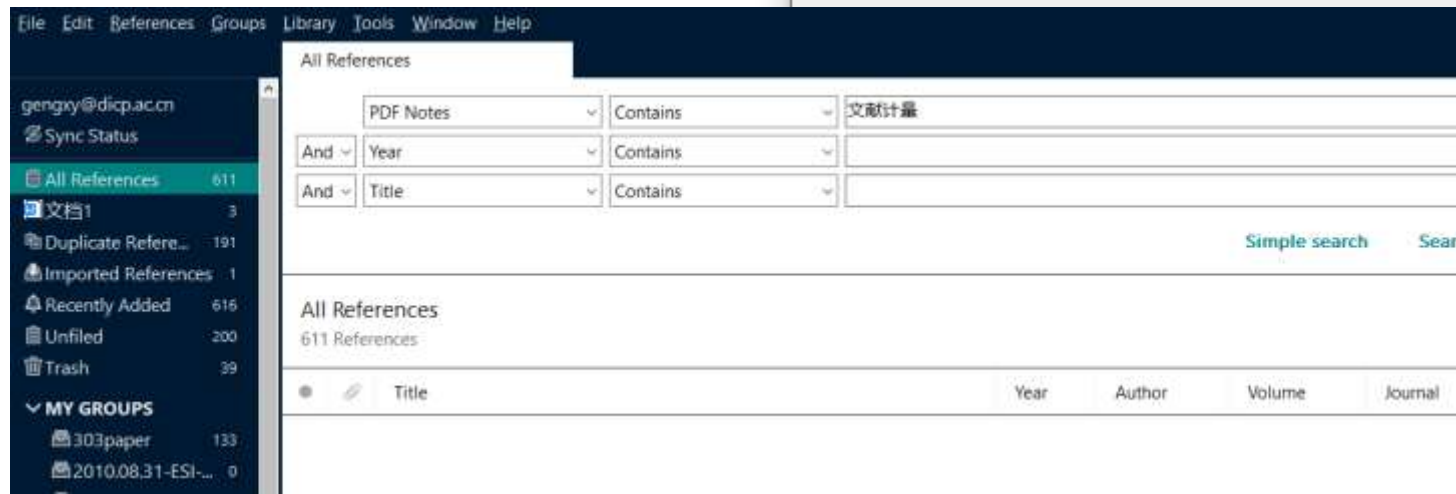 File Edit References Groups Library Tools Window Help
All References
gengxy@dicp.ac.cn
Sync Status
All References 611
文档1 3
Duplicate Refere... 191
Imported References 1
Recently Added 616
Unfiled 200
Trash 39
MY GROUPS
303paper 133
2010.08.31-ESI-... 0
PDF Notes Contains 文献计量
And Year Contains
And Title Contains
Simple search Sear
All References
611 References
Title Year Author Volume Journal